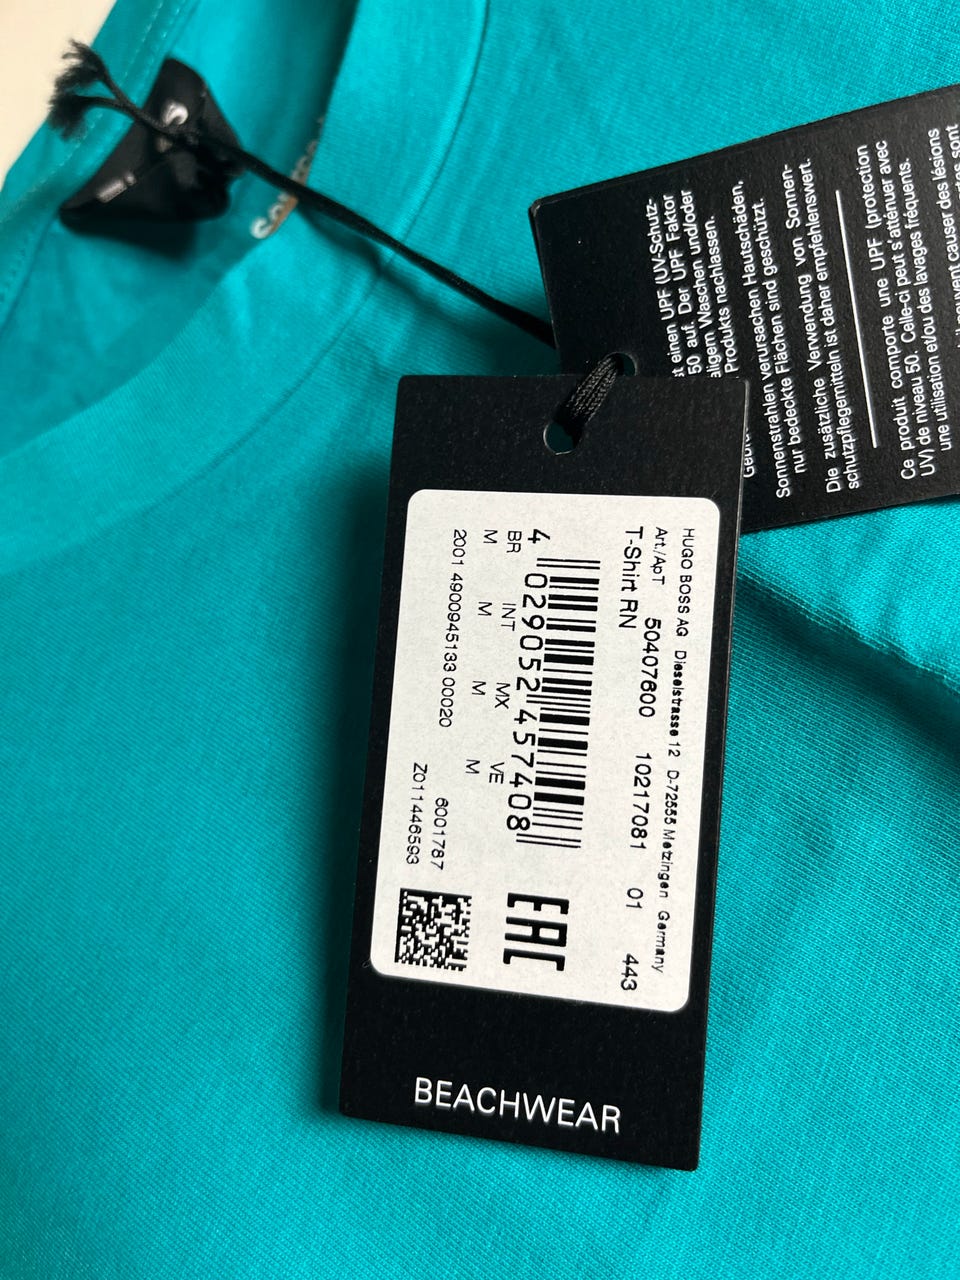 HUGO BOSS AG Dieselstrasse 12 D-72555 Metzingen Germany
Art./ApT 50407600 10217081 01 443
T-Shirt RN
4 029052 457408
BR INT MX VE
M M M M
2001 4900945133 00020
6001787
Z011446593
EAC
BEACHWEAR
einen UPF (UV-Schutz-
50 auf. Der UPF Faktor
Waschen und/oder
Produkts nachlassen.
Sonnenstrahlen verursachen Hautschäden,
nur bedeckte Flächen sind geschützt.
Die zusätzliche Verwendung von Sonnen-
schutzpflegemitteln ist daher empfehlenswert.
Ce produit comporte une UPF (protection
UV) de niveau 50. Celle-ci peut s'atténuer avec
une utilisation et/ou des lavages fréquents.
peuvent causer des lésions
sont